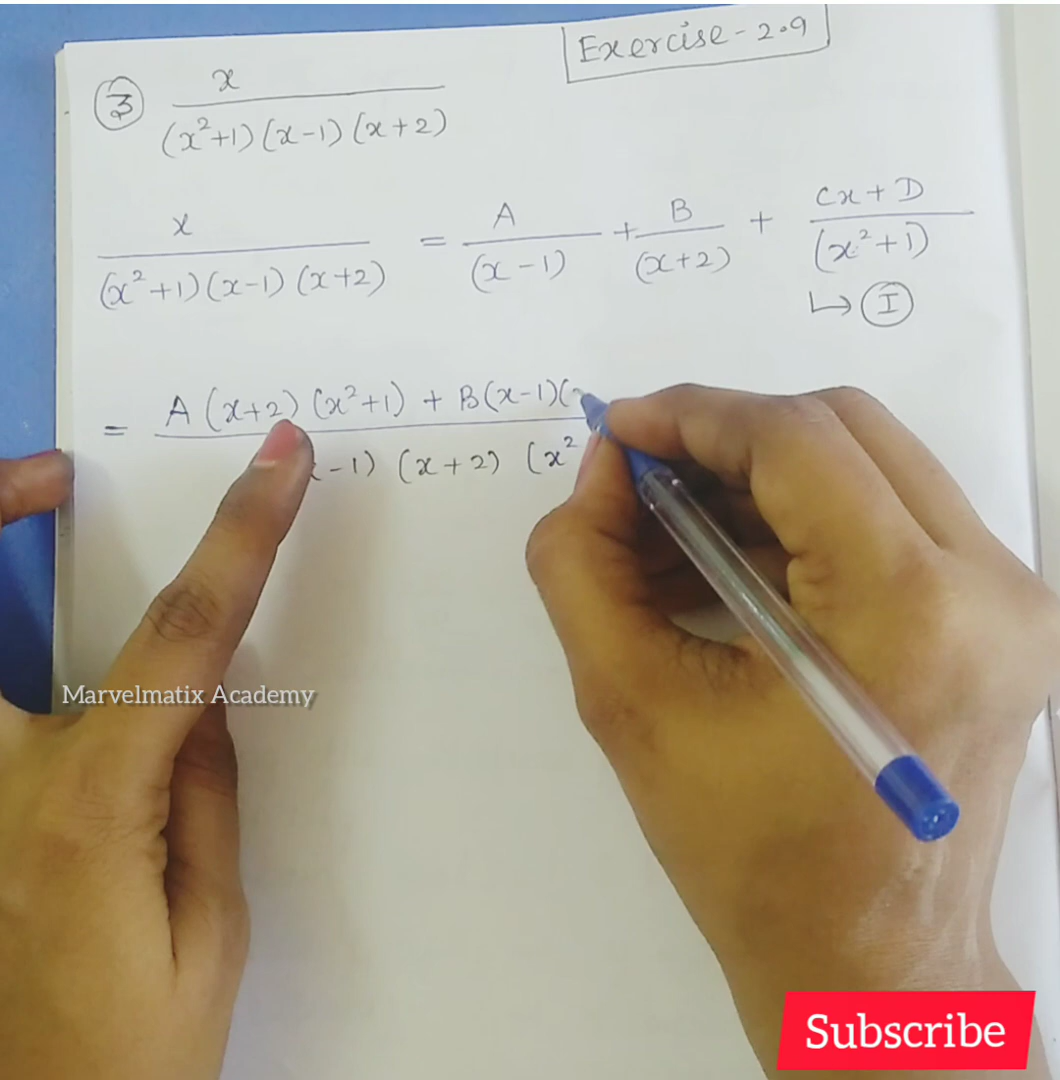 Exercise - 2.9
③ x
(x²+1)(x-1)(x+2)
x / (x²+1)(x-1)(x+2) = A / (x-1) + B / (x+2) + Cx+D / (x²+1)
↳ Ⓘ
= A(x+2)(x²+1) + B(x-1)(
-1) (x+2) (x²
Marvelmatix Academy
Subscribe